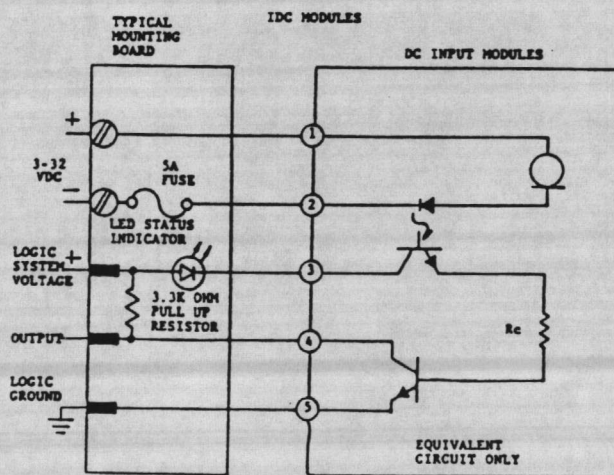 IDC MODULES
TYPICAL
MOUNTING
BOARD
DC INPUT MODULES
+
1
3-32
VDC
5A
FUSE
−
2
LED STATUS
INDICATOR
LOGIC
SYSTEM
VOLTAGE
+
3
3.3K OHM
PULL UP
RESISTOR
Rc
OUTPUT
4
LOGIC
GROUND
5
EQUIVALENT
CIRCUIT ONLY